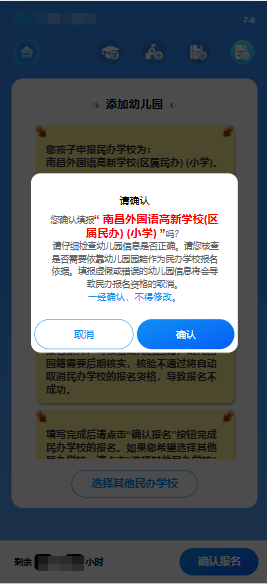 7-8
添加幼儿园
您孩子申报民办学校为:
南昌外国语高新学校(区属民办) (小学)。
请确认
您确认填报“ 南昌外国语高新学校(区
属民办) (小学) ”吗?
请仔细检查幼儿园信息是否正确。请您核查
是否需要依靠幼儿园园龄作为民办学校报名
依据。填报虚假或错误的幼儿园信息将会导
致民办报名资格的取消。
一经确认，不得修改。
取消
确认
园籍需要后期核实，核验不通过将自动
取消民办学校的报名资格，导致报名不
成功。
填写完成后请点击“确认报名”按钮完成
民办学校的报名。如果您希望选择其他
选择其他民办学校
剩余
小时
确认报名